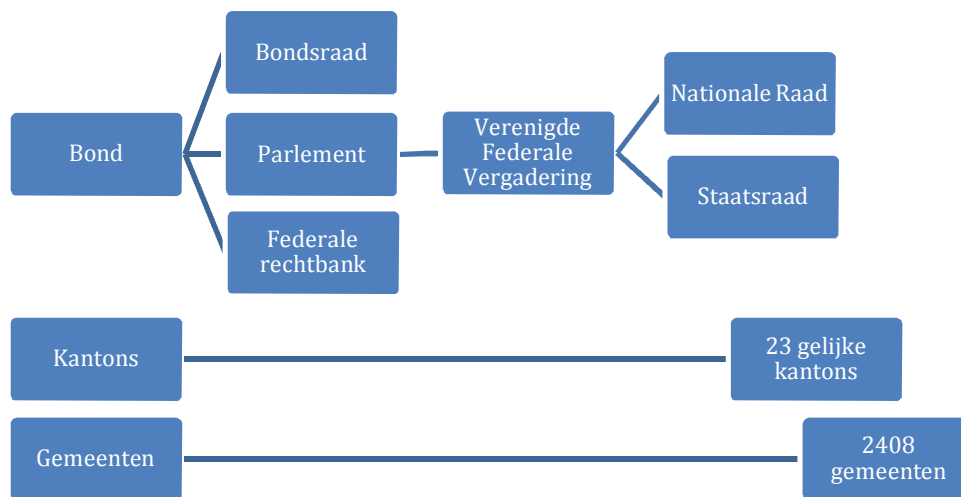 Bond
Bondsraad
Parlement
Federale
rechtbank
Verenigde
Federale
Vergadering
Nationale Raad
Staatsraad
Kantons
23 gelijke
kantons
Gemeenten
2408
gemeenten